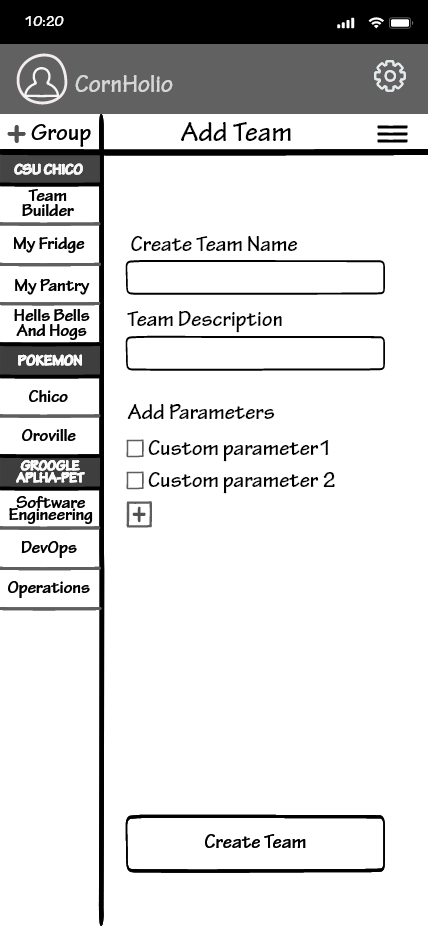 10:20
CornHolio
+ Group
Add Team
CSU CHICO
Team
Builder
My Fridge
My Pantry
Hells Bells
And Hogs
POKEMON
Chico
Oroville
GROOGLE
APLHA-PET
Software
Engineering
DevOps
Operations
Create Team Name
Team Description
Add Parameters
Custom parameter1
Custom parameter 2
+
Create Team